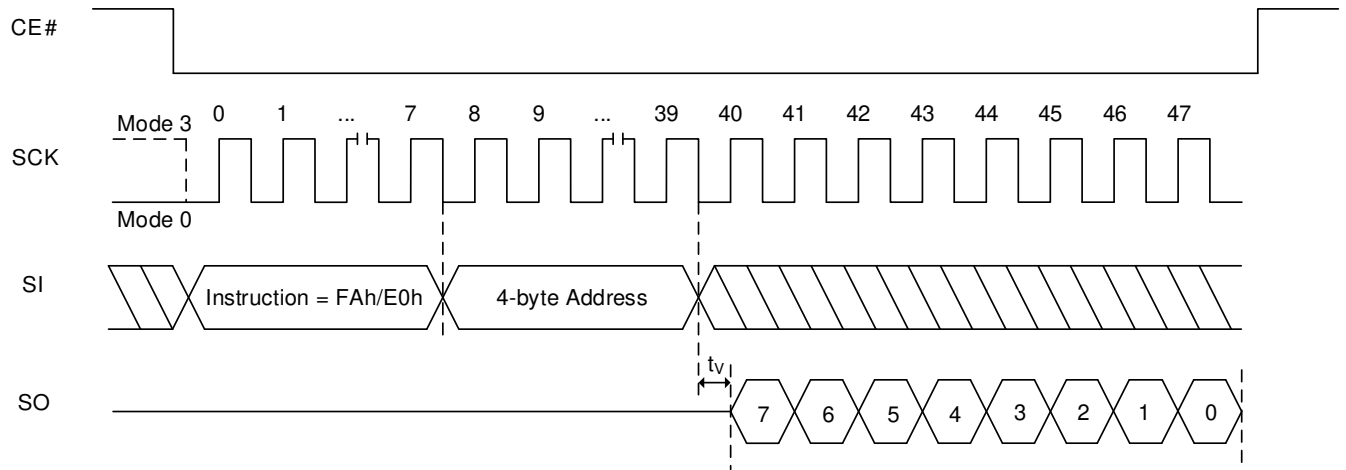 CE#
0 1 ... 7 8 9 ... 39 40 41 42 43 44 45 46 47
Mode 3
SCK
Mode 0
SI
Instruction = FAh/E0h
4-byte Address
tV
SO
7 6 5 4 3 2 1 0